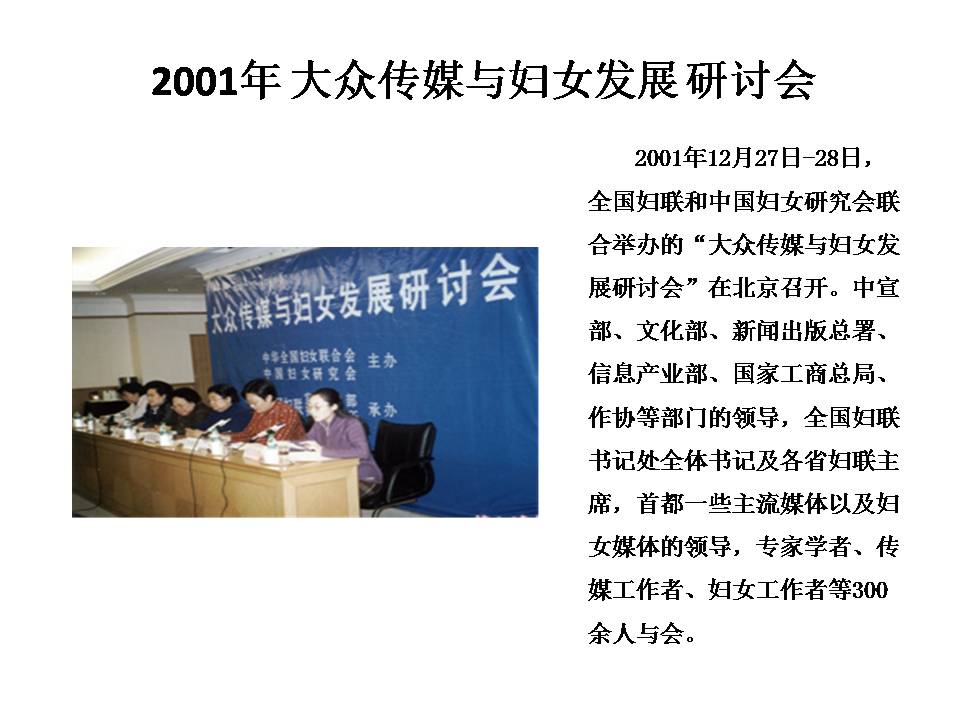 2001年 大众传媒与妇女发展 研讨会
2001年12月27日-28日，
全国妇联和中国妇女研究会联
合举办的“大众传媒与妇女发
展研讨会”在北京召开。中宣
部、文化部、新闻出版总署、
信息产业部、国家工商总局、
作协等部门的领导，全国妇联
书记处全体书记及各省妇联主
席，首都一些主流媒体以及妇
女媒体的领导，专家学者、传
媒工作者、妇女工作者等300
余人与会。
大众传媒与妇女发展研讨会
中华全国妇女联合会 主办
中国妇女研究会
妇联 部 承办